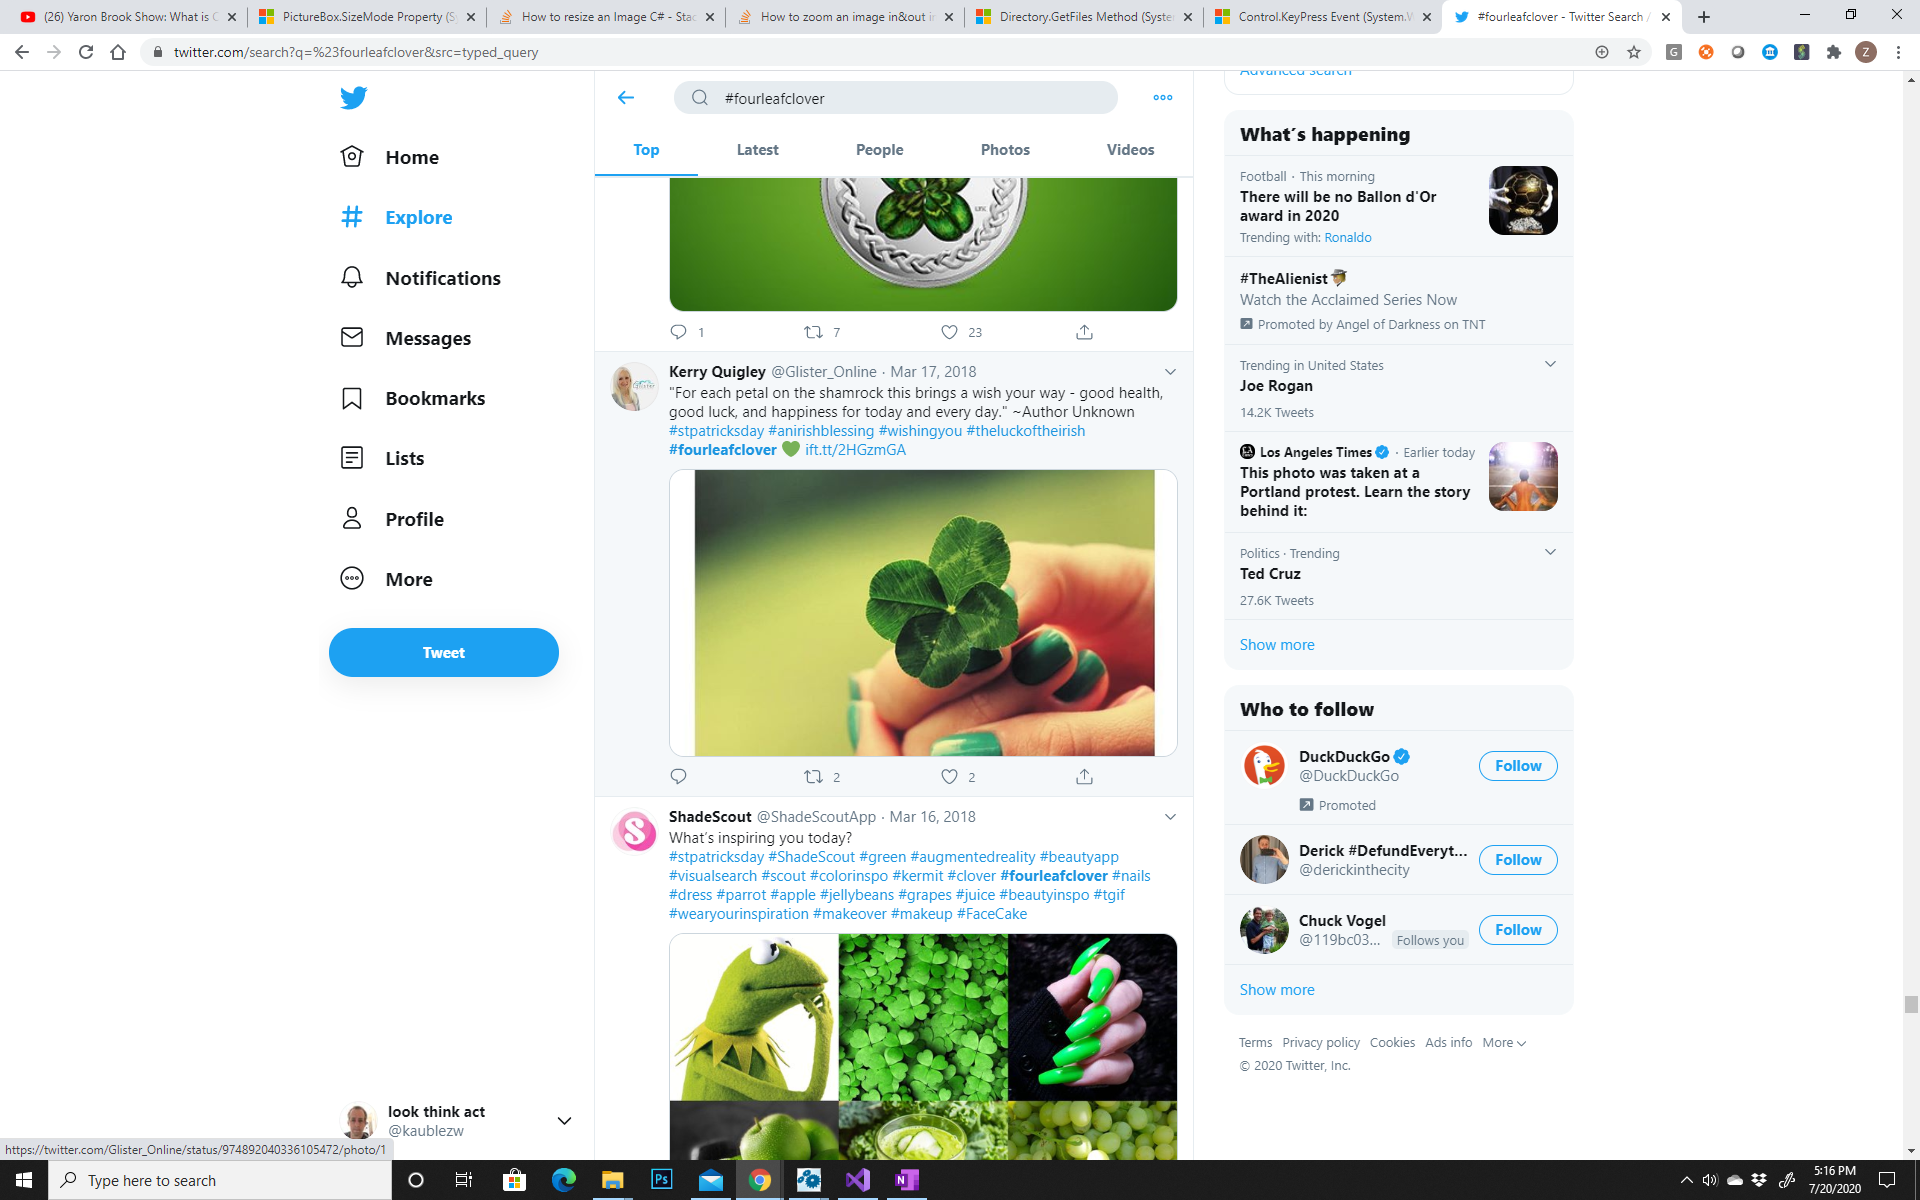 (26) Yaron Brook Show: What is C
PictureBox.SizeMode Property (S
How to resize an Image C# - Stac
How to zoom an image in&out in
Directory.GetFiles Method (Syste
Control.KeyPress Event (System.W
#fourleafclover - Twitter Search /
twitter.com/search?q=%23fourleafclover&src=typed_query
G
Z
Home
Explore
Notifications
Messages
Bookmarks
Lists
Profile
More
Tweet
look think act
@kaublezw
#fourleafclover
Top
Latest
People
Photos
Videos
1
7
23
Kerry Quigley @Glister_Online · Mar 17, 2018
"For each petal on the shamrock this brings a wish your way - good health,
good luck, and happiness for today and every day." ~Author Unknown
#stpatricksday #anirishblessing #wishingyou #theluckoftheirish
#fourleafclover 💚 ift.tt/2HGzmGA
2
2
ShadeScout @ShadeScoutApp · Mar 16, 2018
What's inspiring you today?
#stpatricksday #ShadeScout #green #augmentedreality #beautyapp
#visualsearch #scout #colorinspo #kermit #clover #fourleafclover #nails
#dress #parrot #apple #jellybeans #grapes #juice #beautyinspo #tgif
#wearyourinspiration #makeover #makeup #FaceCake
Advanced search
What's happening
Football · This morning
There will be no Ballon d'Or
award in 2020
Trending with: Ronaldo
#TheAlienist
Watch the Acclaimed Series Now
Promoted by Angel of Darkness on TNT
Trending in United States
Joe Rogan
14.2K Tweets
Los Angeles Times · Earlier today
This photo was taken at a
Portland protest. Learn the story
behind it:
Politics · Trending
Ted Cruz
27.6K Tweets
Show more
Who to follow
DuckDuckGo
@DuckDuckGo
Follow
Promoted
Derick #DefundEveryt...
@derickinthecity
Follow
Chuck Vogel
@119bc03... Follows you
Follow
Show more
Terms Privacy policy Cookies Ads info More
© 2020 Twitter, Inc.
https://twitter.com/Glister_Online/status/974892040336105472/photo/1
Type here to search
Ps
N
5:16 PM
7/20/2020